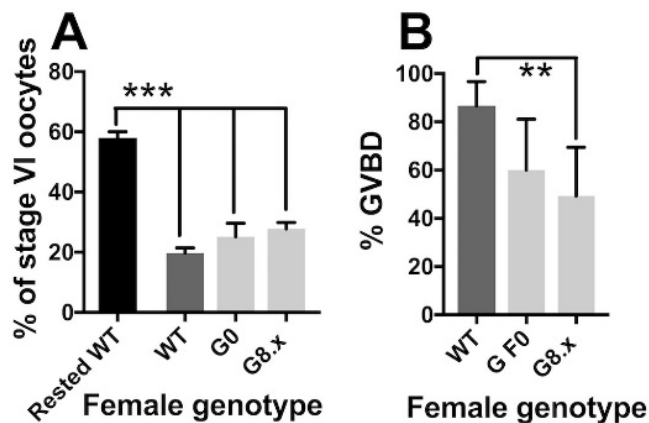 A
% of stage VI oocytes
80
60
40
20
0
***
Rested WT
WT
G0
G8.x
Female genotype
B
% GVBD
100
80
60
40
20
0
**
WT
G F0
G8.x
Female genotype